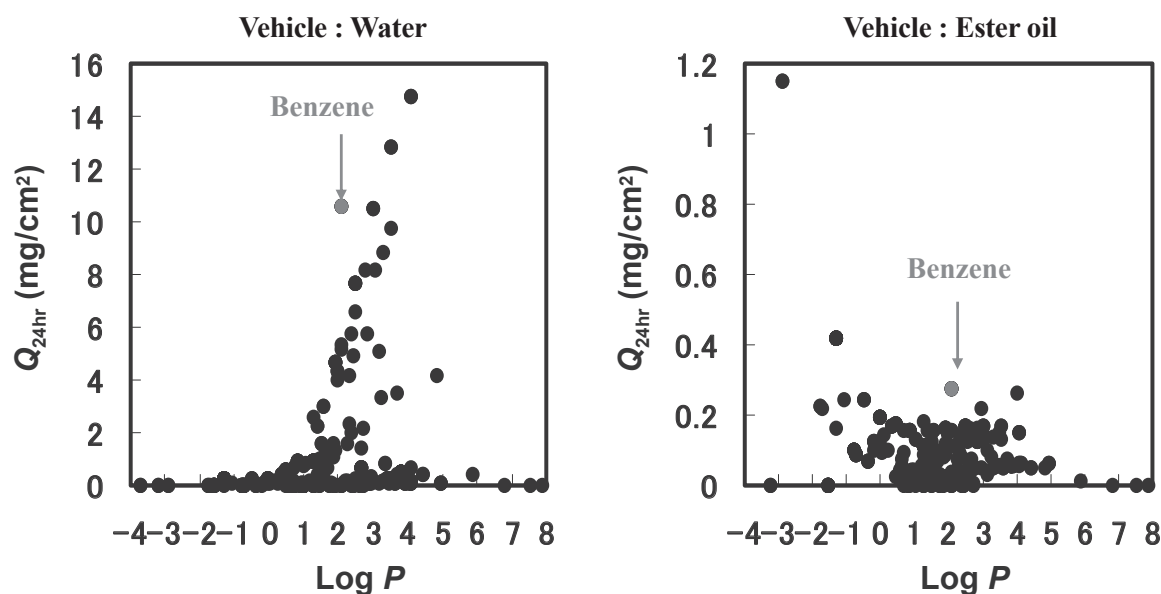 Vehicle : Water
16
14
12
10
8
6
4
2
0
Q24hr (mg/cm²)
Benzene
−4−3−2−1 0 1 2 3 4 5 6 7 8
Log P
Vehicle : Ester oil
1.2
1
0.8
0.6
0.4
0.2
0
Q24hr (mg/cm²)
Benzene
−4−3−2−1 0 1 2 3 4 5 6 7 8
Log P